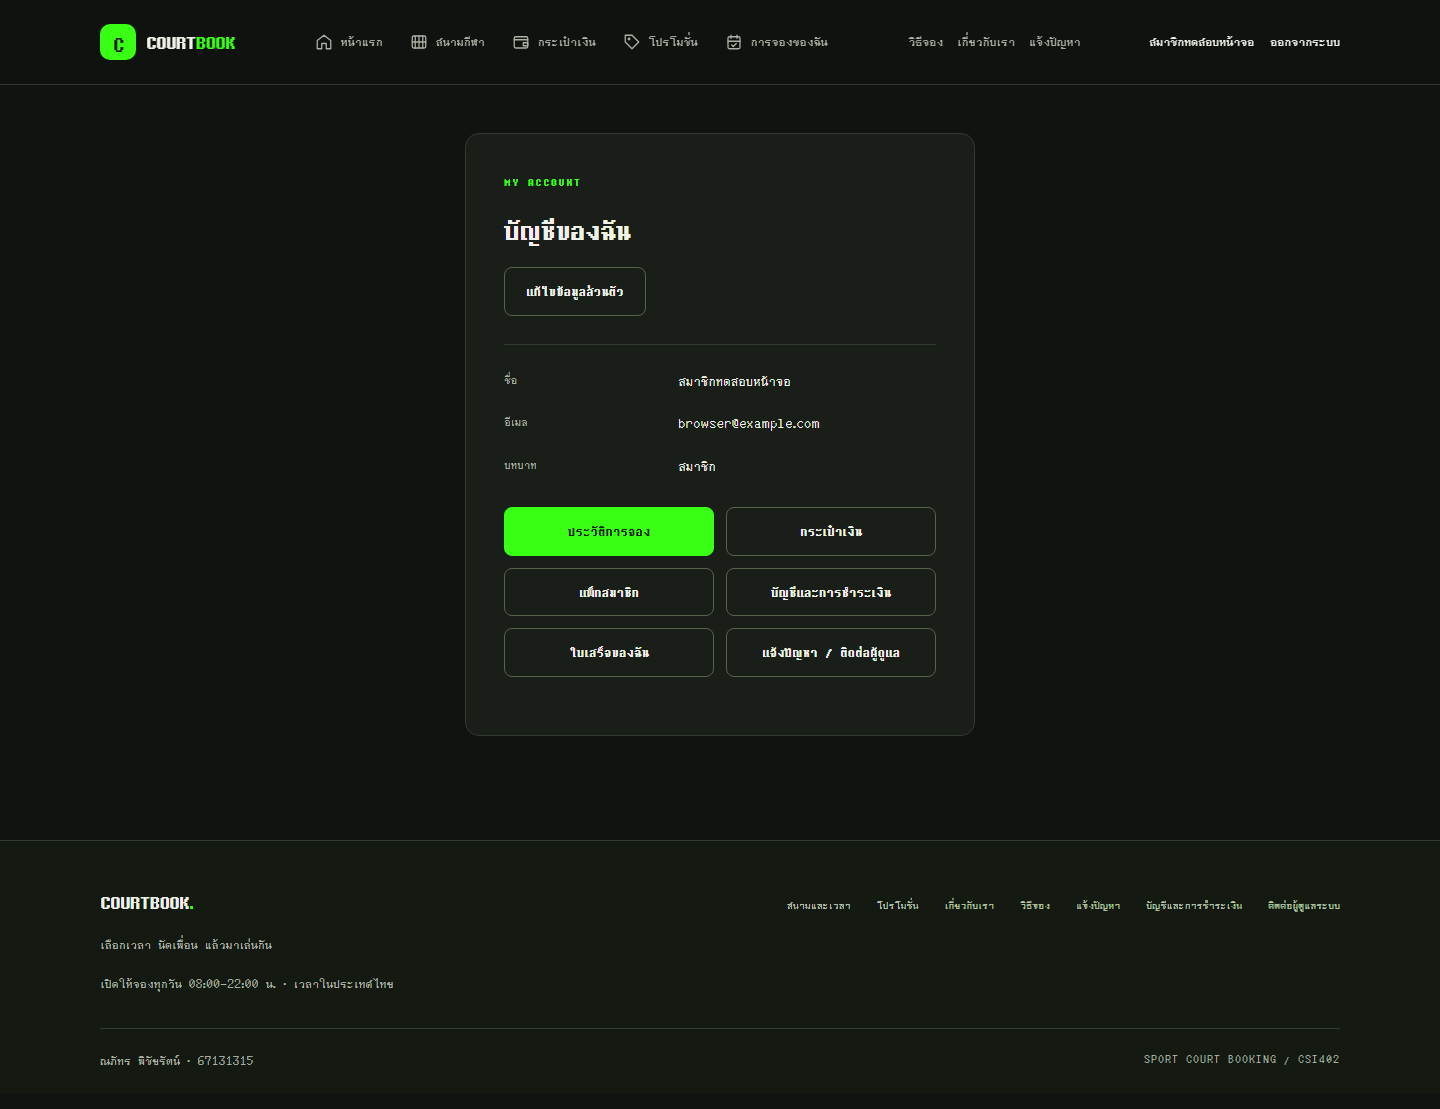 C COURTBOOK
หน้าแรก สนามกีฬา กระเป๋าเงิน โปรโมชั่น การจองของฉัน วิธีจอง เกี่ยวกับเรา แจ้งปัญหา สมาชิกทดสอบหน้าจอ ออกจากระบบ
MY ACCOUNT
บัญชีของฉัน
แก้ไขข้อมูลส่วนตัว
ชื่อ สมาชิกทดสอบหน้าจอ
อีเมล browser@example.com
บทบาท สมาชิก
ประวัติการจอง กระเป๋าเงิน
แพ็กสมาชิก บัญชีและการชำระเงิน
ใบเสร็จของฉัน แจ้งปัญหา / ติดต่อผู้ดูแล
COURTBOOK.
สนามและเวลา โปรโมชั่น เกี่ยวกับเรา วิธีจอง แจ้งปัญหา บัญชีและการชำระเงิน ติดต่อผู้ดูแลระบบ
เลือกเวลา นัดเพื่อน แล้วมาเล่นกัน
เปิดให้จองทุกวัน 08:00–22:00 น. · เวลาในประเทศไทย
ณภัทร พิชัยรัตน์ · 67131315
SPORT COURT BOOKING / CSI402